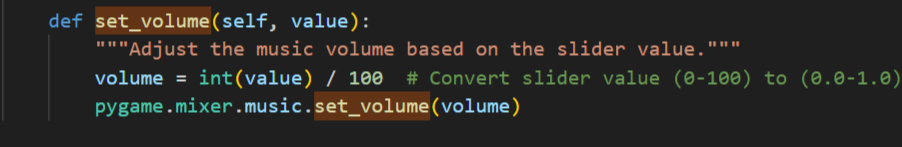 def set_volume(self, value):
"""Adjust the music volume based on the slider value."""
volume = int(value) / 100  # Convert slider value (0-100) to (0.0-1.0)
pygame.mixer.music.set_volume(volume)